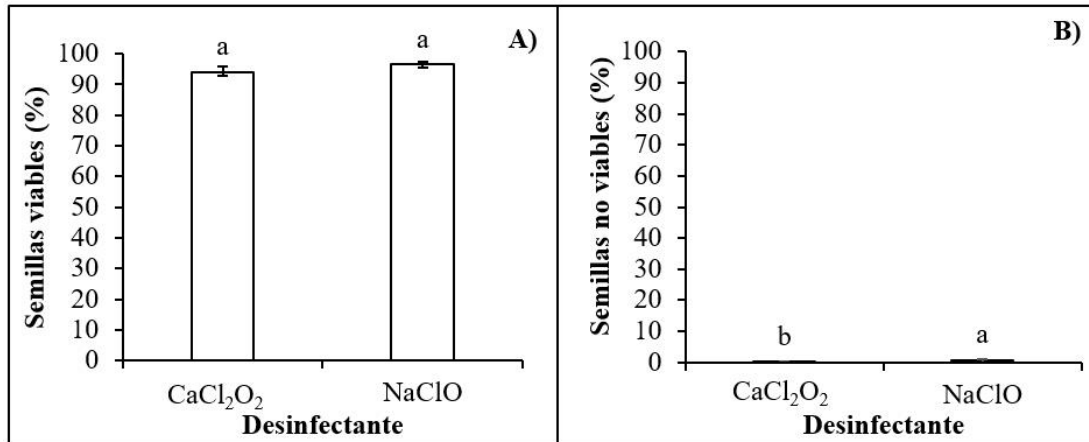 A)
Semillas viables (%)
100
90
80
70
60
50
40
30
20
10
0
a
a
CaCl₂O₂
NaClO
Desinfectante
B)
Semillas no viables (%)
100
90
80
70
60
50
40
30
20
10
0
b
a
CaCl₂O₂
NaClO
Desinfectante